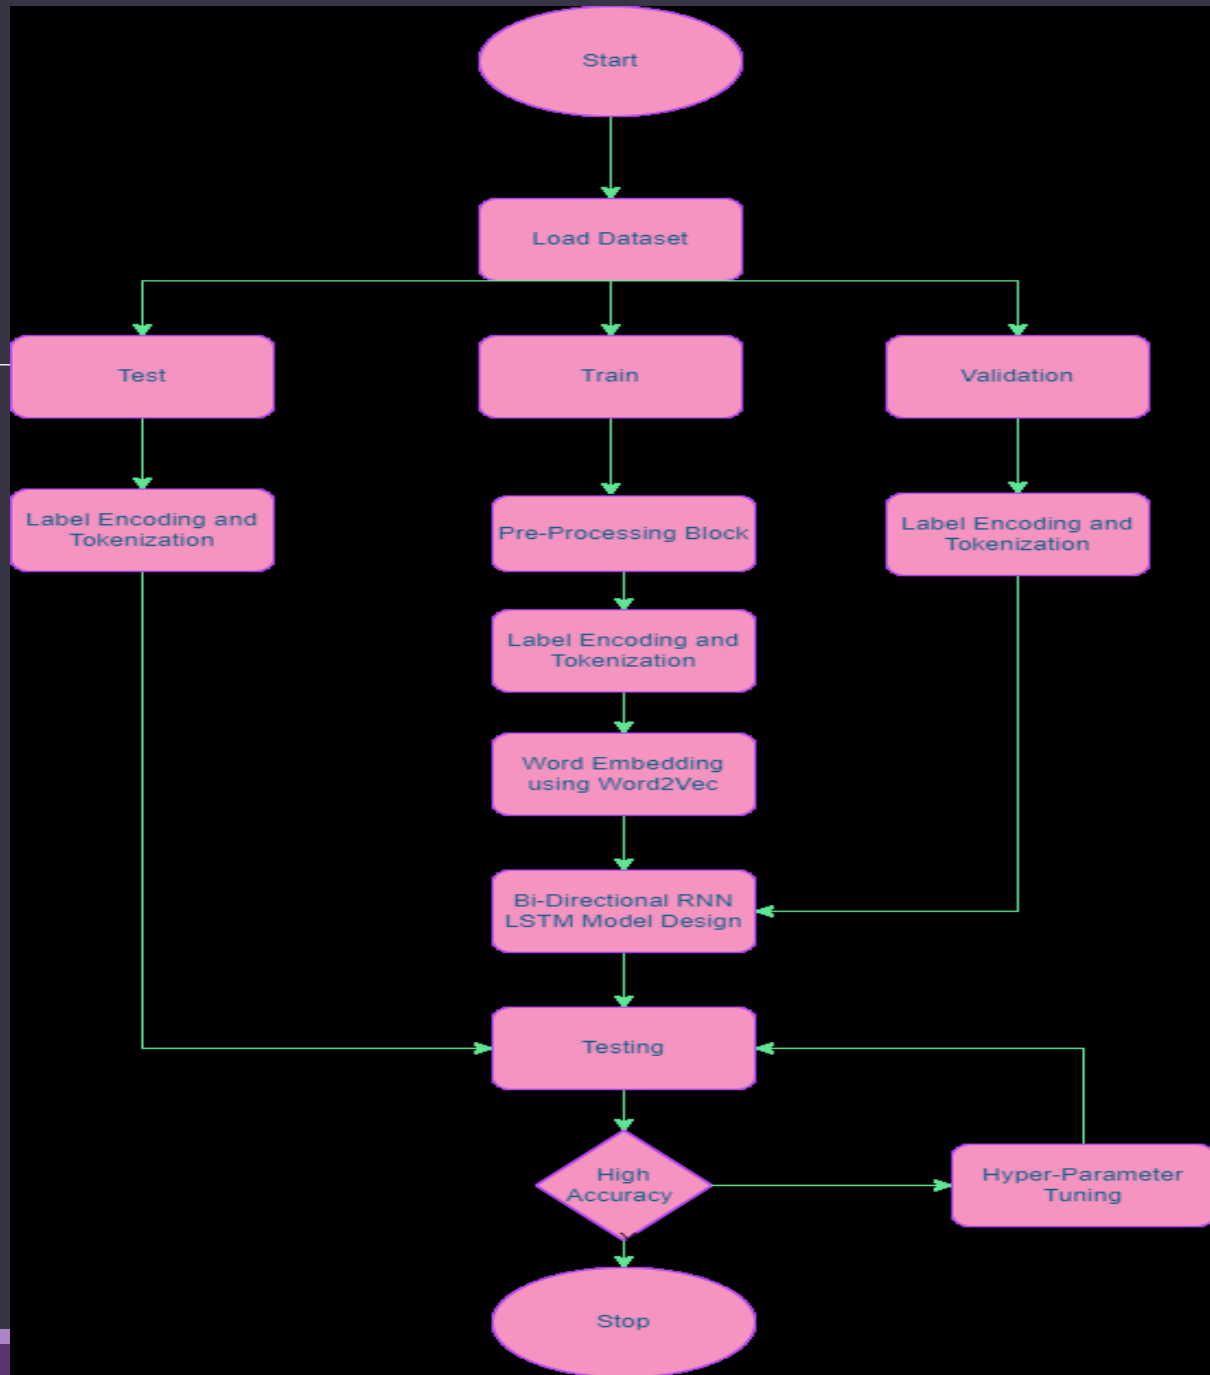 Start
Load Dataset
Test
Train
Validation
Label Encoding and
Tokenization
Pre-Processing Block
Label Encoding and
Tokenization
Label Encoding and
Tokenization
Word Embedding
using Word2Vec
Bi-Directional RNN
LSTM Model Design
Testing
High
Accuracy
Hyper-Parameter
Tuning
Stop